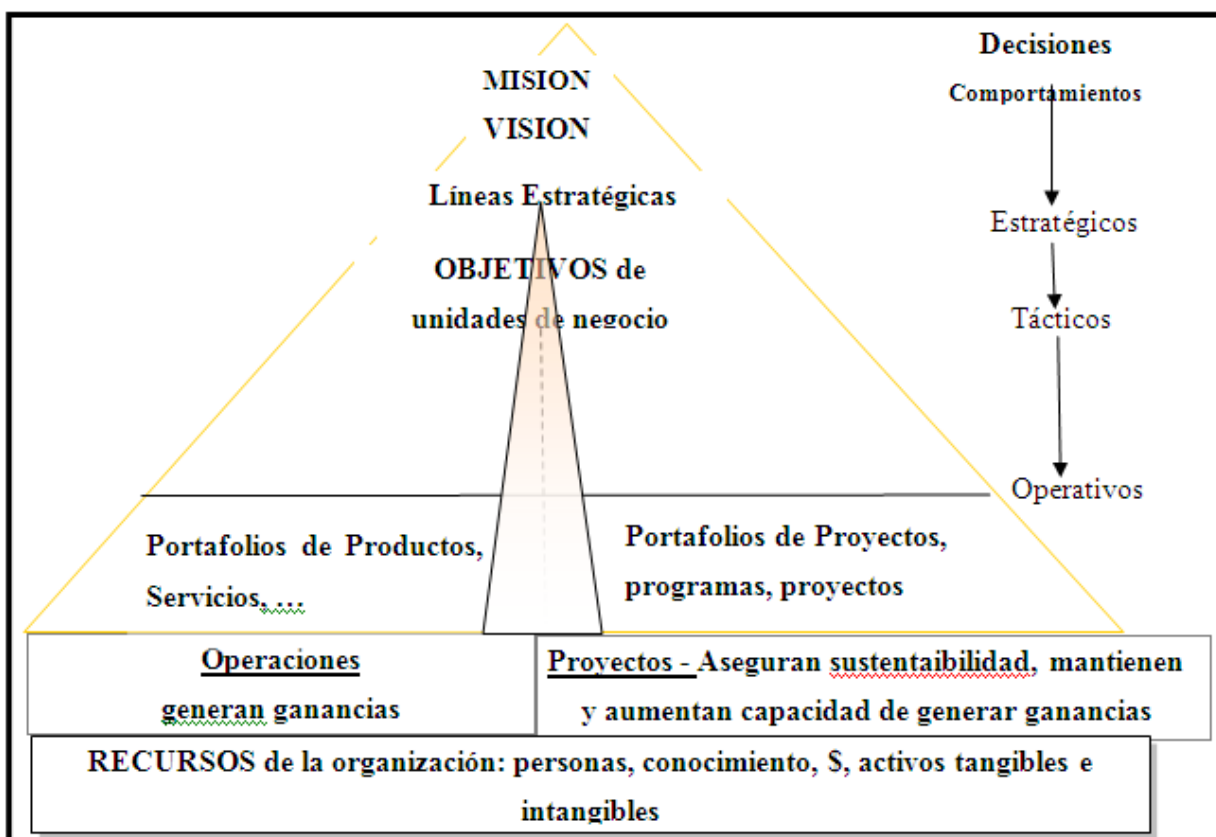 Decisiones
MISION
Comportamientos
VISION
Líneas Estratégicas
Estratégicos
OBJETIVOS de
unidades de negocio
Tácticos
Operativos
Portafolios de Productos,
Servicios, ...
Portafolios de Proyectos,
programas, proyectos
Operaciones
generan ganancias
Proyectos - Aseguran sustentaibilidad, mantienen
y aumentan capacidad de generar ganancias
RECURSOS de la organización: personas, conocimiento, $, activos tangibles e
intangibles